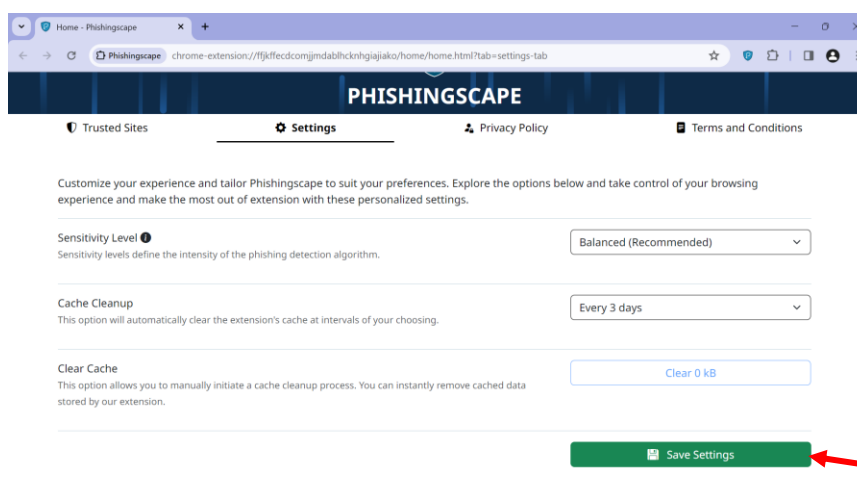 Home - Phishingscape
Phishingscape chrome-extension://ffjkffecdcomjjmdablhcknhgiajiako/home/home.html?tab=settings-tab
PHISHINGSCAPE
Trusted Sites Settings Privacy Policy Terms and Conditions
Customize your experience and tailor Phishingscape to suit your preferences. Explore the options below and take control of your browsing
experience and make the most out of extension with these personalized settings.
Sensitivity Level Balanced (Recommended)
Sensitivity levels define the intensity of the phishing detection algorithm.
Cache Cleanup Every 3 days
This option will automatically clear the extension's cache at intervals of your choosing.
Clear Cache Clear 0 kB
This option allows you to manually initiate a cache cleanup process. You can instantly remove cached data
stored by our extension.
Save Settings